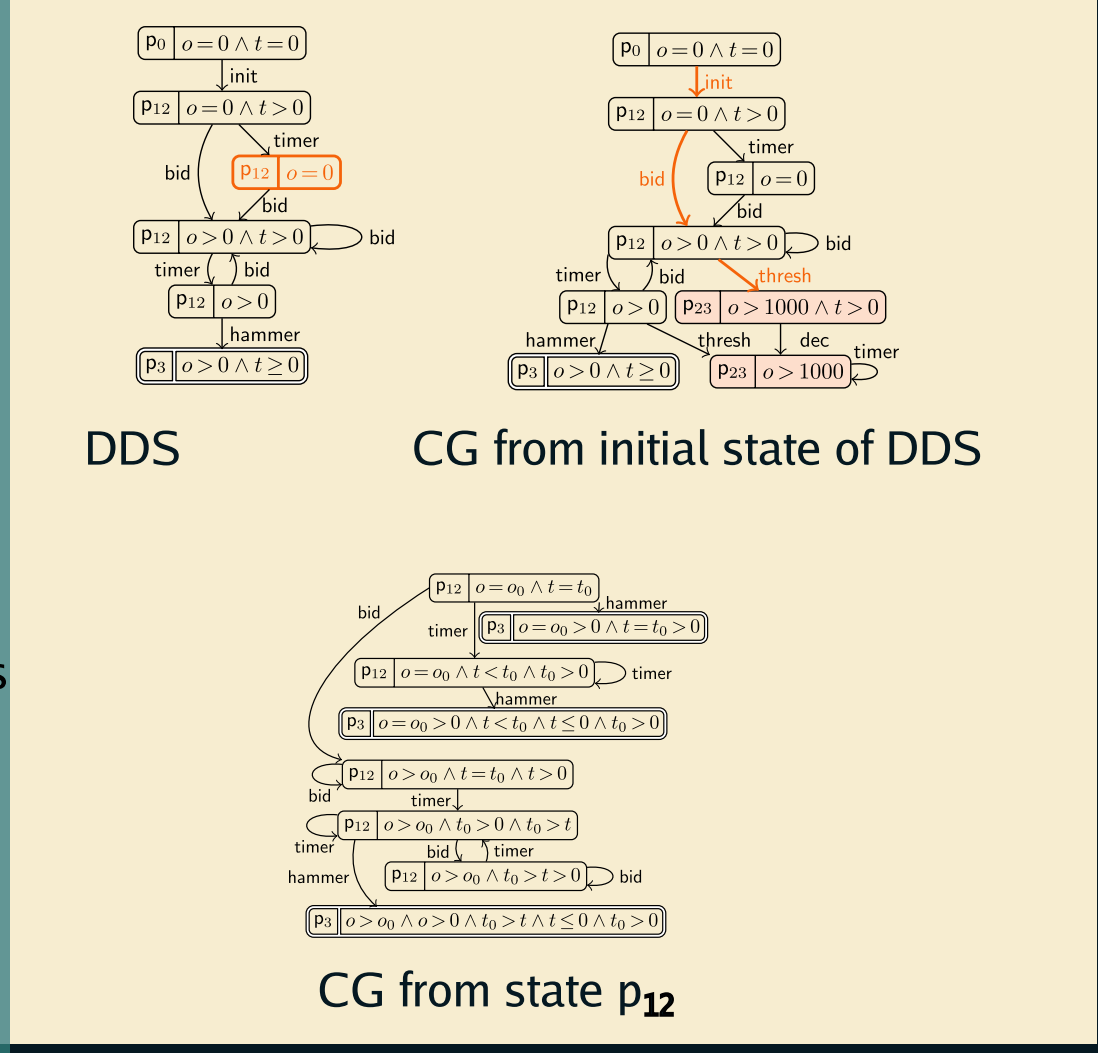 p₀ o = 0 ∧ t = 0
init
p₁₂ o = 0 ∧ t > 0
timer
bid
p₁₂ o = 0
bid
p₁₂ o > 0 ∧ t > 0
bid
timer
bid
p₁₂ o > 0
hammer
p₃ o > 0 ∧ t ≥ 0
DDS
p₀ o = 0 ∧ t = 0
init
p₁₂ o = 0 ∧ t > 0
timer
bid
p₁₂ o = 0
bid
p₁₂ o > 0 ∧ t > 0
bid
timer
bid
thresh
p₁₂ o > 0
p₂₃ o > 1000 ∧ t > 0
hammer
thresh
dec
timer
p₃ o > 0 ∧ t ≥ 0
p₂₃ o > 1000
CG from initial state of DDS
p₁₂ o = o₀ ∧ t = t₀
bid
hammer
timer
p₃ o = o₀ > 0 ∧ t = t₀ > 0
p₁₂ o = o₀ ∧ t < t₀ ∧ t₀ > 0
timer
hammer
p₃ o = o₀ > 0 ∧ t < t₀ ∧ t ≤ 0 ∧ t₀ > 0
p₁₂ o > o₀ ∧ t = t₀ ∧ t > 0
bid
timer
p₁₂ o > o₀ ∧ t₀ > 0 ∧ t₀ > t
timer
bid
timer
hammer
p₁₂ o > o₀ ∧ t₀ > t > 0
bid
p₃ o > o₀ ∧ o > 0 ∧ t₀ > t ∧ t ≤ 0 ∧ t₀ > 0
CG from state p₁₂